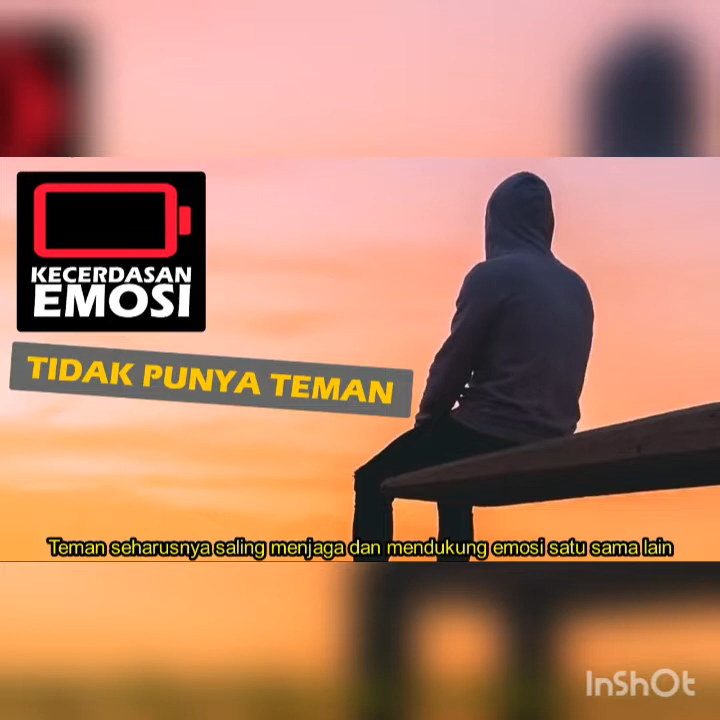 KECERDASAN
EMOSI
TIDAK PUNYA TEMAN
Teman seharusnya saling menjaga dan mendukung emosi satu sama lain
InShOt